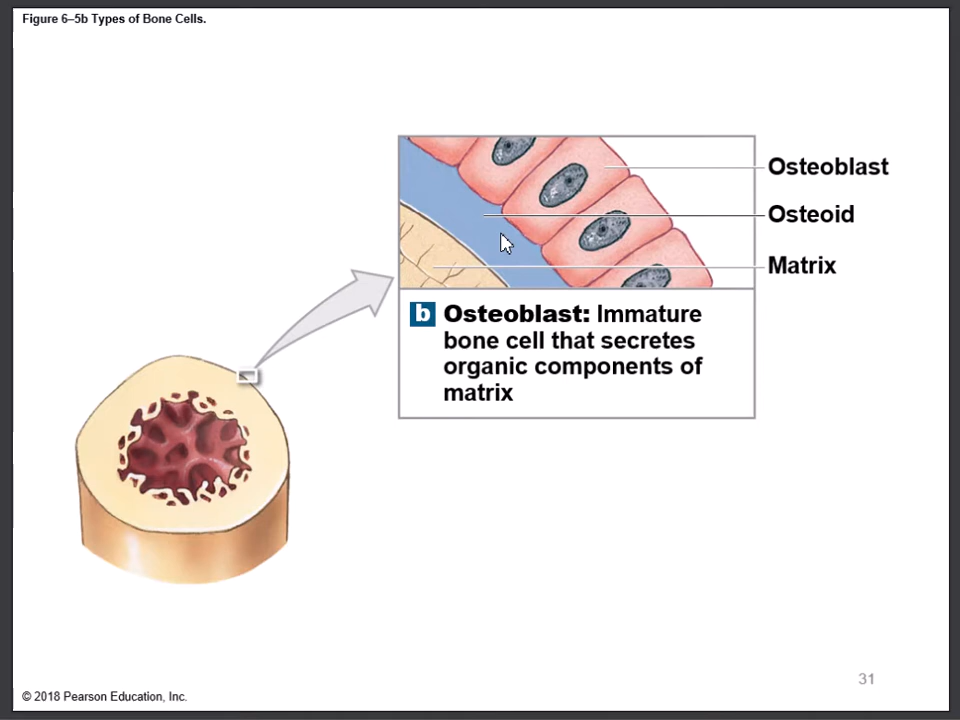 Figure 6–5b Types of Bone Cells.
Osteoblast
Osteoid
Matrix
b Osteoblast: Immature
bone cell that secretes
organic components of
matrix
31
© 2018 Pearson Education, Inc.